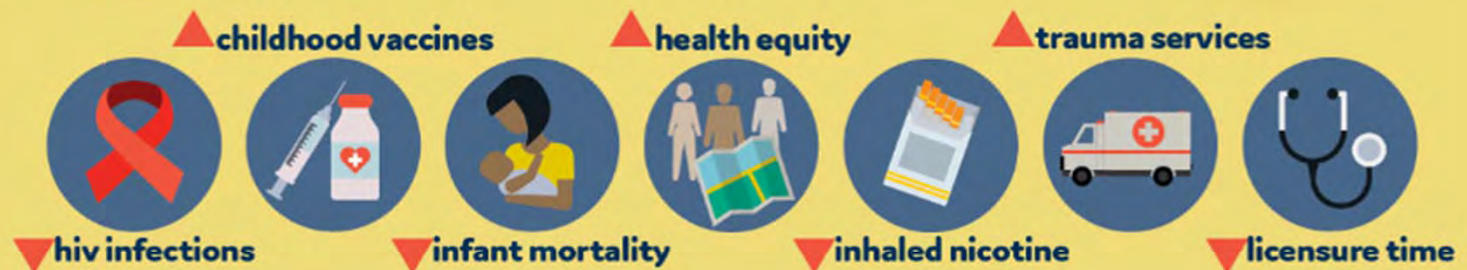 childhood vaccines
health equity
trauma services
hiv infections
infant mortality
inhaled nicotine
licensure time